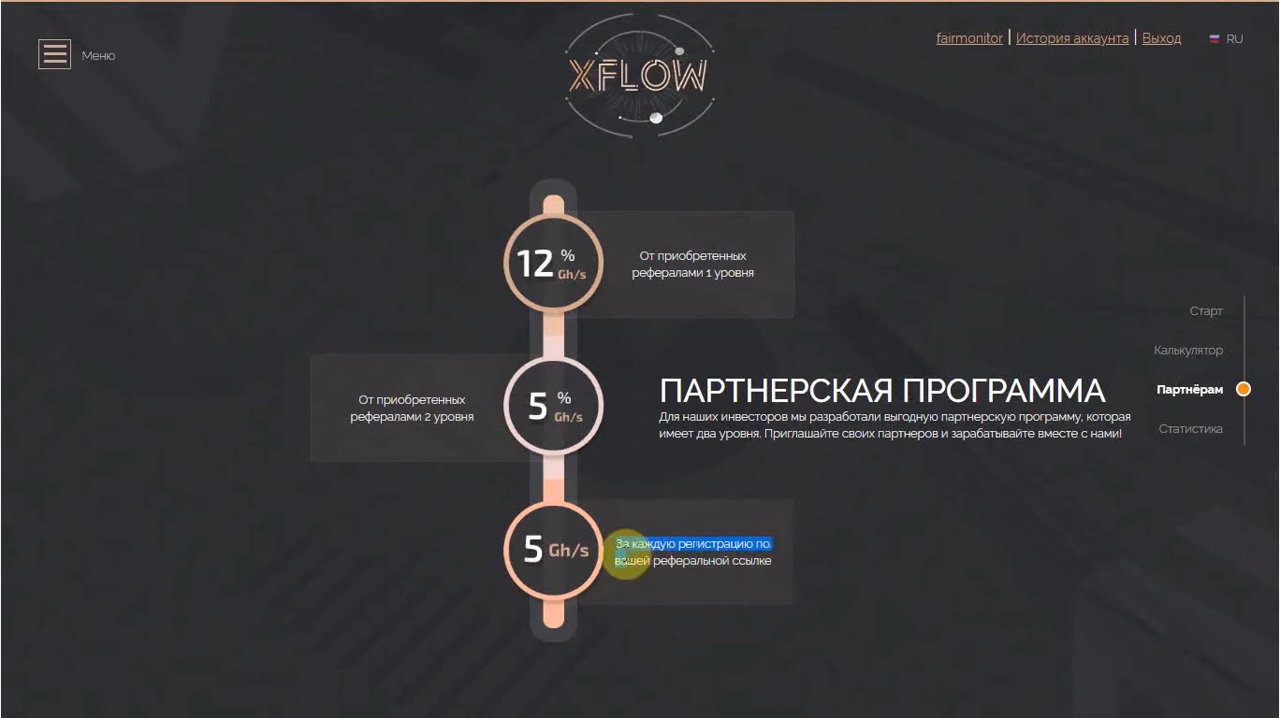 Меню
XFLOW
fairmonitor | История аккаунта | Выход
RU
12 % Gh/s
От приобретенных
рефералами 1 уровня
От приобретенных
рефералами 2 уровня
5 % Gh/s
ПАРТНЕРСКАЯ ПРОГРАММА
Для наших инвесторов мы разработали выгодную партнерскую программу, которая
имеет два уровня. Приглашайте своих партнеров и зарабатывайте вместе с нами!
5 Gh/s
За каждую регистрацию по
вашей реферальной ссылке
Старт
Калькулятор
Партнёрам
Статистика